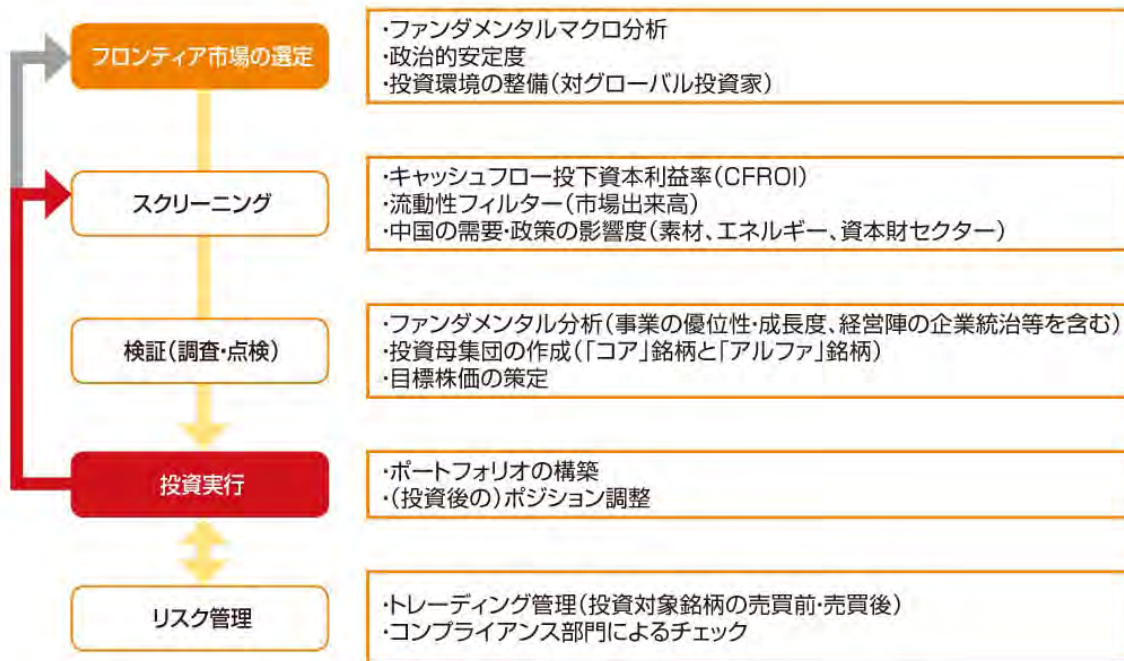 フロンティア市場の選定
・ファンダメンタルマクロ分析
・政治的安定度
・投資環境の整備(対グローバル投資家)
スクリーニング
・キャッシュフロー投下資本利益率(CFROI)
・流動性フィルター(市場出来高)
・中国の需要・政策の影響度(素材、エネルギー、資本財セクター)
検証(調査・点検)
・ファンダメンタル分析(事業の優位性・成長度、経営陣の企業統治等を含む)
・投資母集団の作成(「コア」銘柄と「アルファ」銘柄)
・目標株価の策定
投資実行
・ポートフォリオの構築
・(投資後の)ポジション調整
リスク管理
・トレーディング管理(投資対象銘柄の売買前・売買後)
・コンプライアンス部門によるチェック